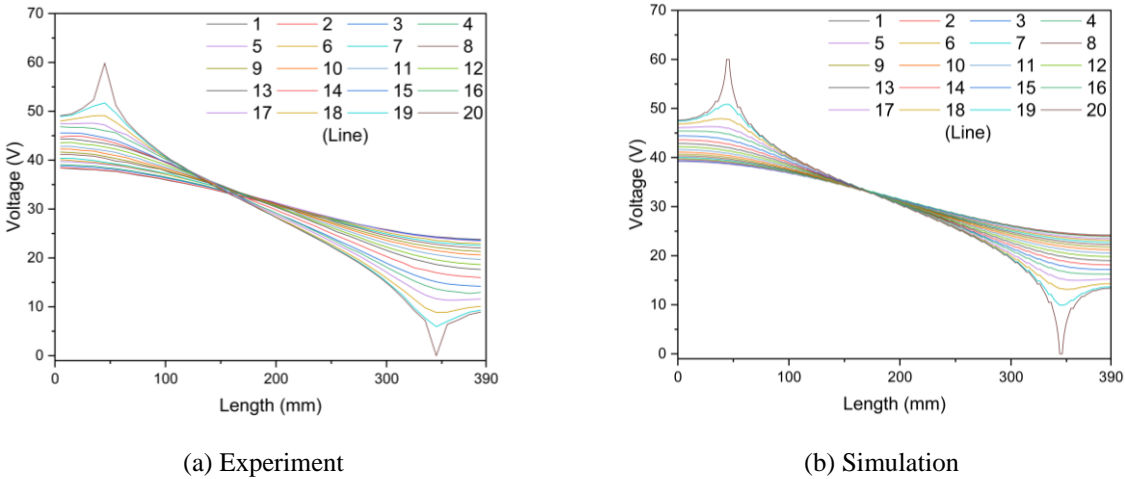 70
60
50
40
30
20
10
0
Voltage (V)
1 2 3 4
5 6 7 8
9 10 11 12
13 14 15 16
17 18 19 20
(Line)
0 100 200 300 390
Length (mm)
(a) Experiment
70
60
50
40
30
20
10
0
Voltage (V)
1 2 3 4
5 6 7 8
9 10 11 12
13 14 15 16
17 18 19 20
(Line)
0 100 200 300 390
Length (mm)
(b) Simulation